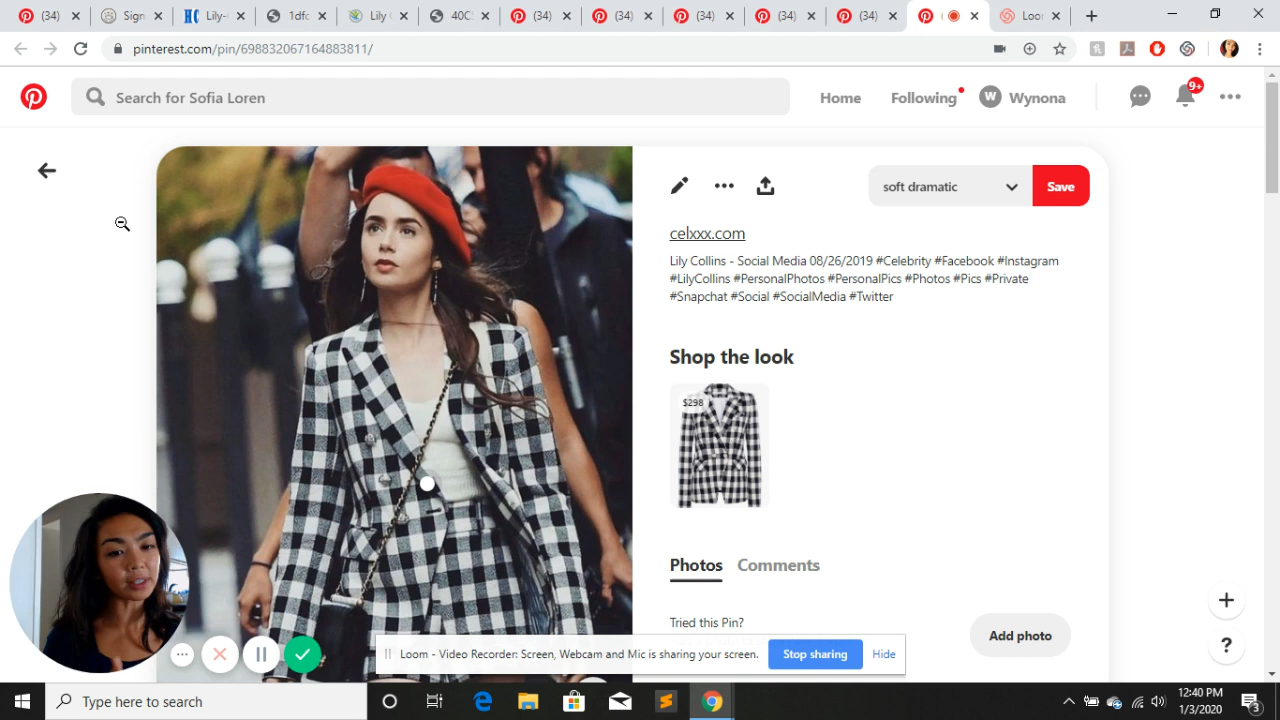 (34)
Sign
Lily-
1dfc
Lily
40C
(34)
(34)
(34)
(34)
(34)
Loom
pinterest.com/pin/698832067164883811/
Search for Sofia Loren
Home
Following
W
Wynona
9+
soft dramatic
Save
celxxx.com
Lily Collins - Social Media 08/26/2019 #Celebrity #Facebook #Instagram
#LilyCollins #PersonalPhotos #PersonalPics #Photos #Pics #Private
#Snapchat #Social #SocialMedia #Twitter
Shop the look
$298
Photos
Comments
Tried this Pin?
Add photo
Loom - Video Recorder: Screen, Webcam and Mic is sharing your screen.
Stop sharing
Hide
Type here to search
12:40 PM
1/3/2020
3